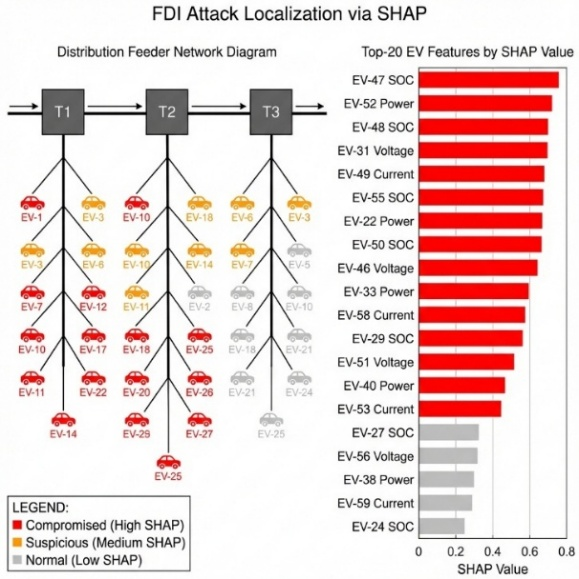 FDI Attack Localization via SHAP
Distribution Feeder Network Diagram
T1 T2 T3
EV-1 EV-3 EV-10 EV-18 EV-6 EV-3
EV-3 EV-6 EV-10 EV-14 EV-7 EV-5
EV-7 EV-12 EV-11 EV-2 EV-8 EV-10
EV-10 EV-17 EV-18 EV-25 EV-18 EV-21
EV-11 EV-22 EV-20 EV-26 EV-21 EV-24
EV-14 EV-29 EV-27 EV-25
EV-25
LEGEND:
Compromised (High SHAP)
Suspicious (Medium SHAP)
Normal (Low SHAP)
Top-20 EV Features by SHAP Value
EV-47 SOC
EV-52 Power
EV-48 SOC
EV-31 Voltage
EV-49 Current
EV-55 SOC
EV-22 Power
EV-50 SOC
EV-46 Voltage
EV-33 Power
EV-58 Current
EV-29 SOC
EV-51 Voltage
EV-40 Power
EV-53 Current
EV-27 SOC
EV-56 Voltage
EV-38 Power
EV-59 Current
EV-24 SOC
0 0.2 0.4 0.6 0.8
SHAP Value